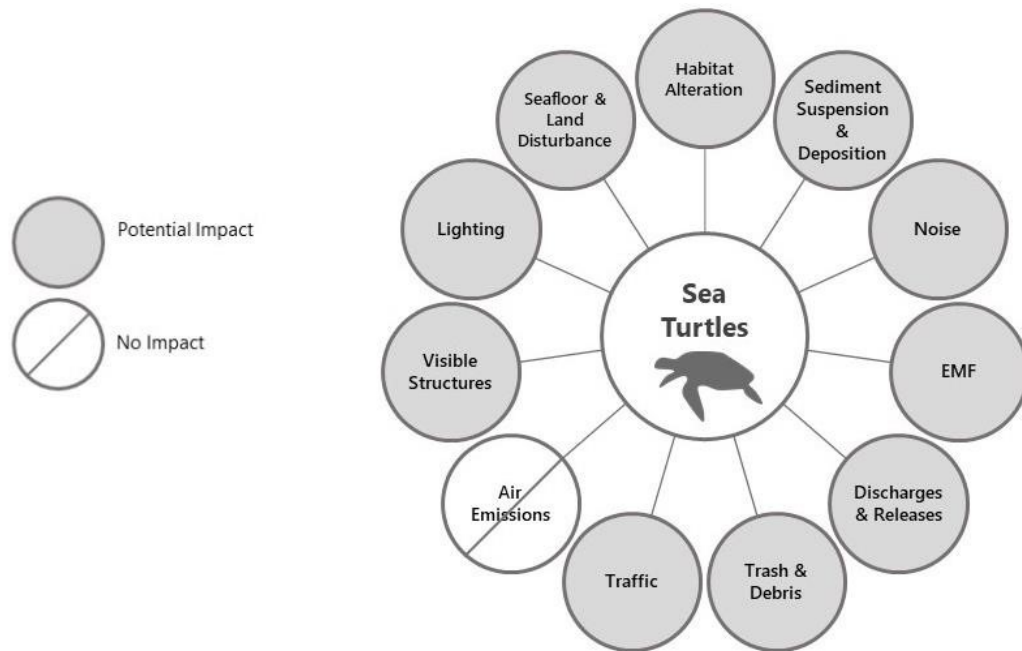 Potential Impact
No Impact
Habitat
Alteration
Sediment
Suspension
&
Deposition
Noise
EMF
Discharges
& Releases
Trash &
Debris
Traffic
Air
Emissions
Visible
Structures
Lighting
Seafloor &
Land
Disturbance
Sea
Turtles